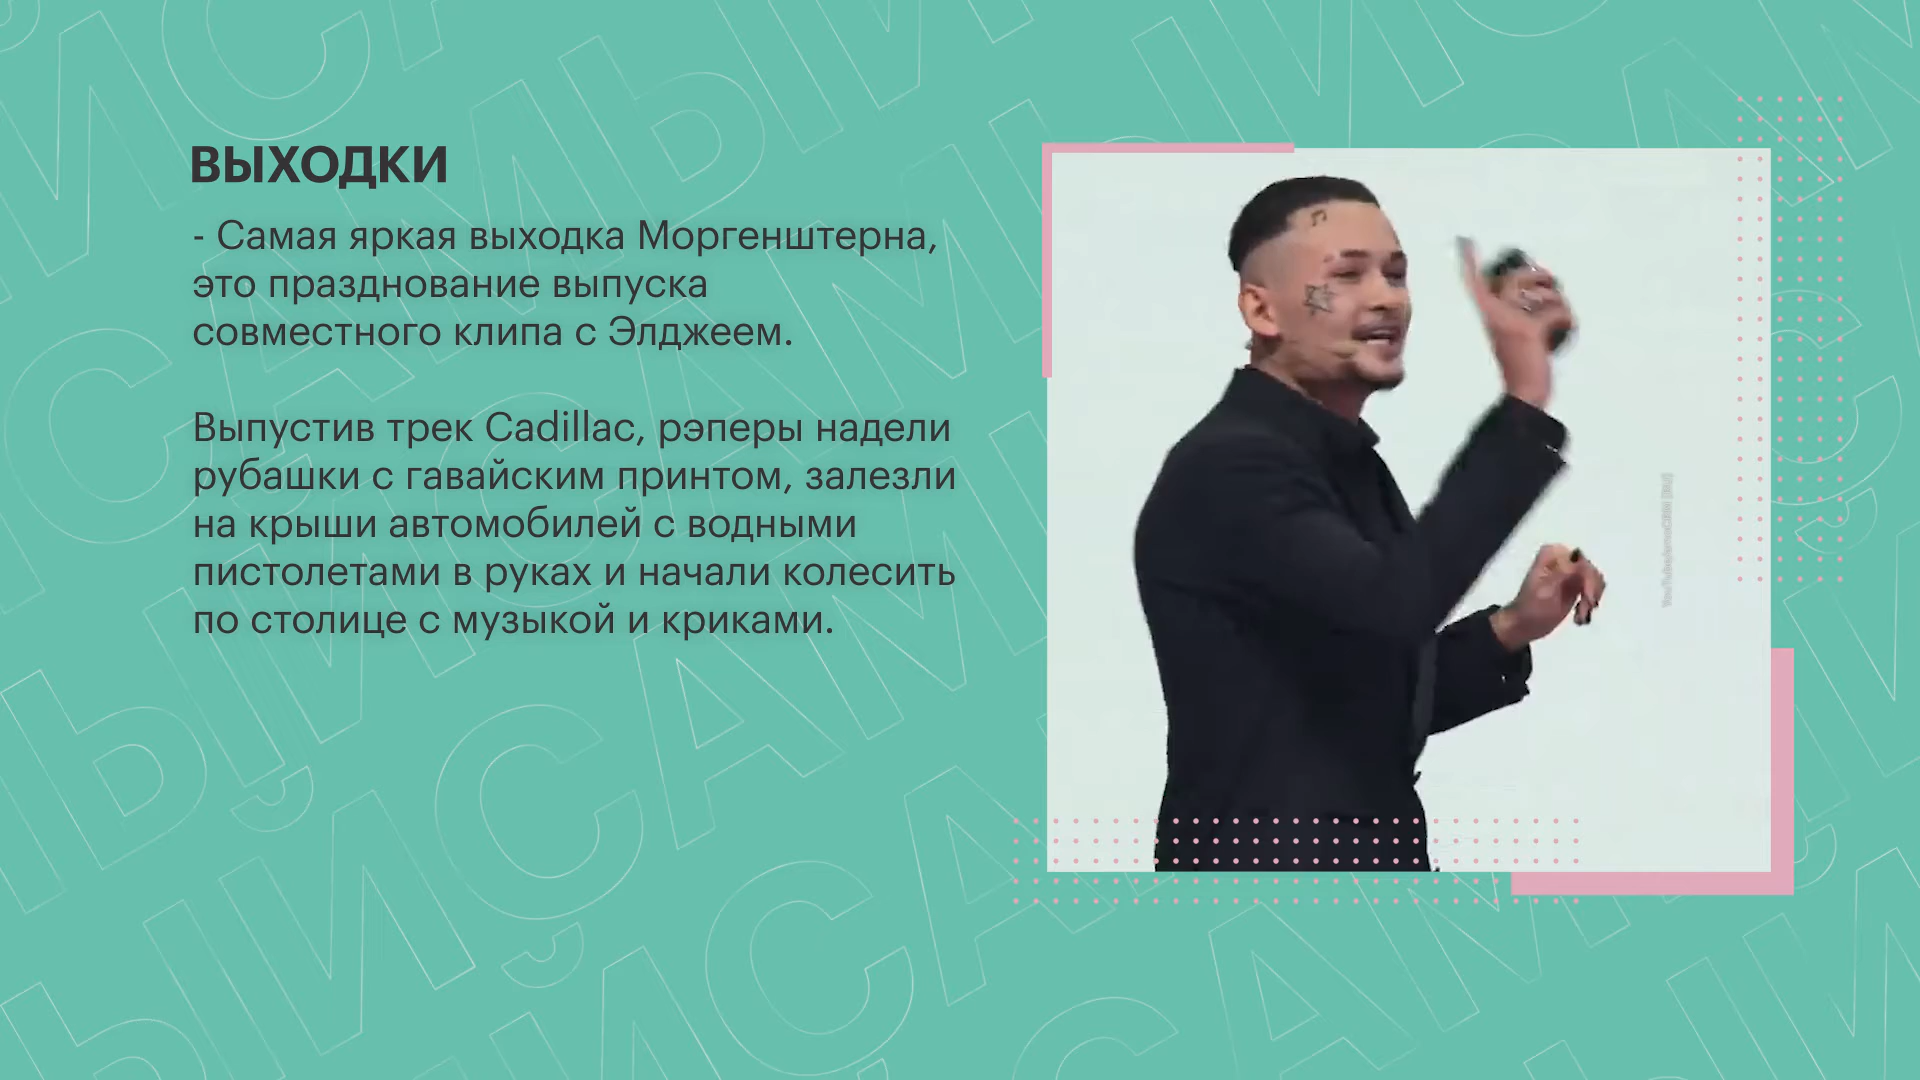 ВЫХОДКИ
- Самая яркая выходка Моргенштерна,
это празднование выпуска
совместного клипа с Элджеем.
Выпустив трек Cadillac, рэперы надели
рубашки с гавайским принтом, залезли
на крыши автомобилей с водными
пистолетами в руках и начали колесить
по столице с музыкой и криками.